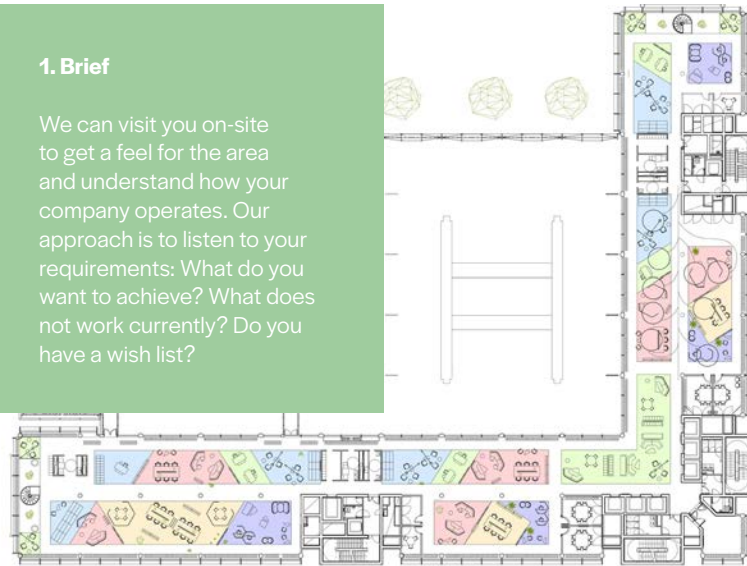 1. Brief
We can visit you on-site
to get a feel for the area
and understand how your
company operates. Our
approach is to listen to your
requirements: What do you
want to achieve? What does
not work currently? Do you
have a wish list?